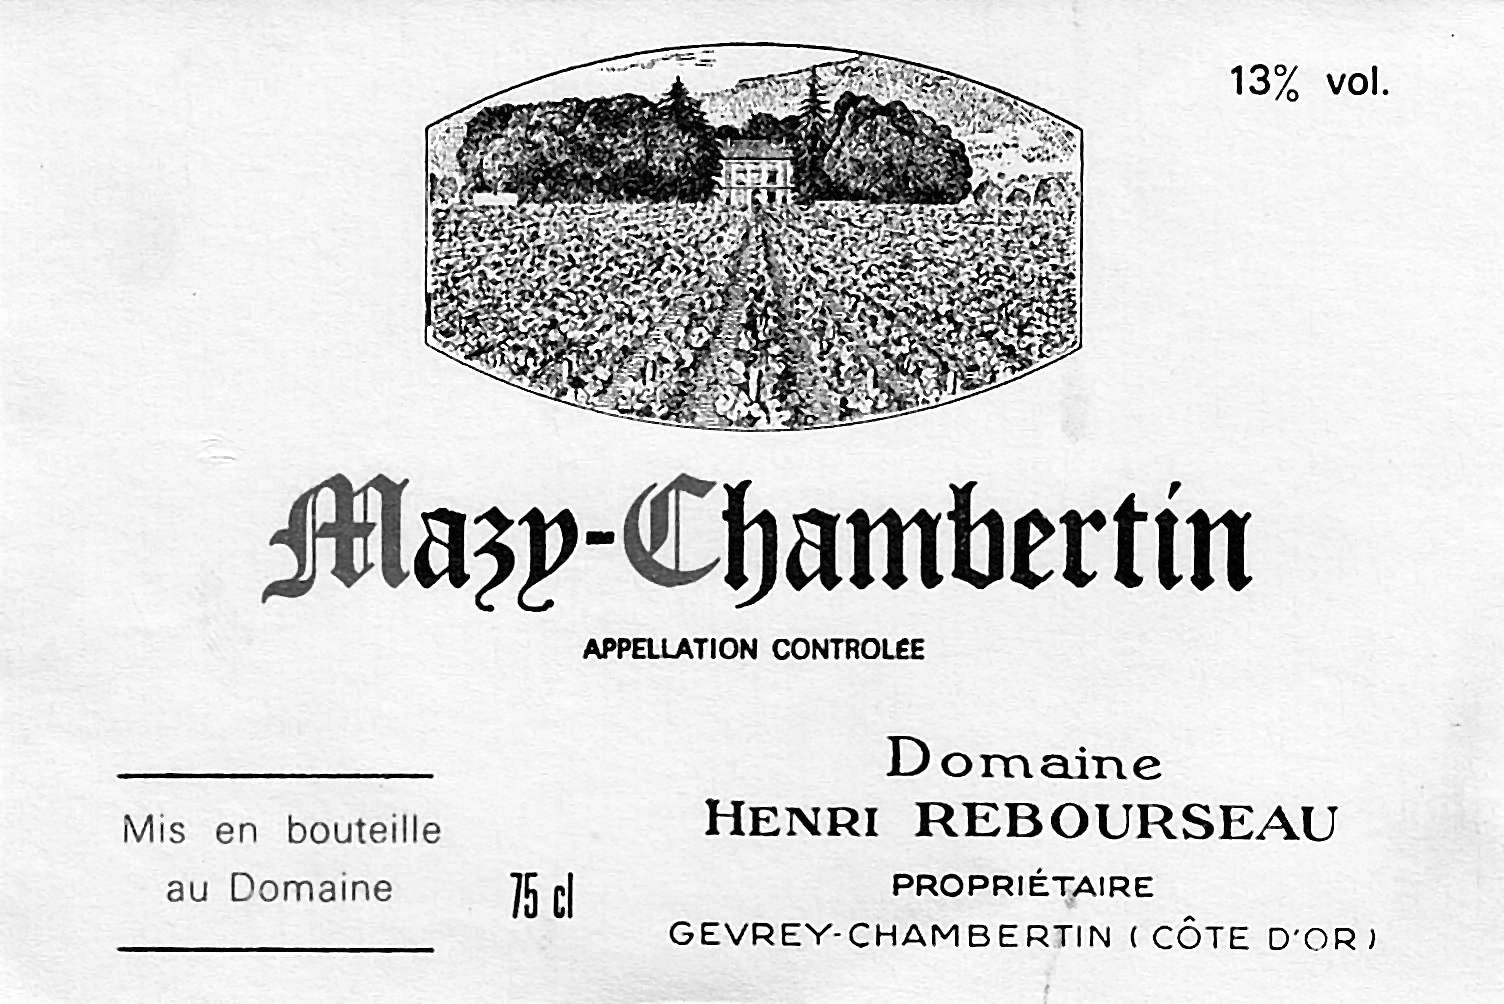 13% vol.
Mazy-Chambertin
APPELLATION CONTROLÉE
Mis en bouteille
au Domaine
75 cl
Domaine
HENRI REBOURSEAU
PROPRIÉTAIRE
GEVREY-CHAMBERTIN (CÔTE D'OR)